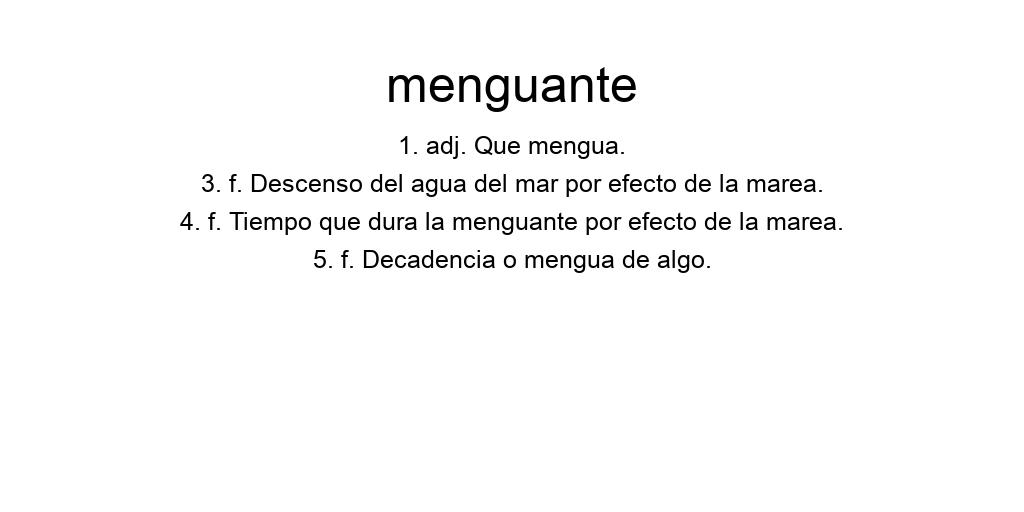 menguante
1. adj. Que mengua.
3. f. Descenso del agua del mar por efecto de la marea.
4. f. Tiempo que dura la menguante por efecto de la marea.
5. f. Decadencia o mengua de algo.